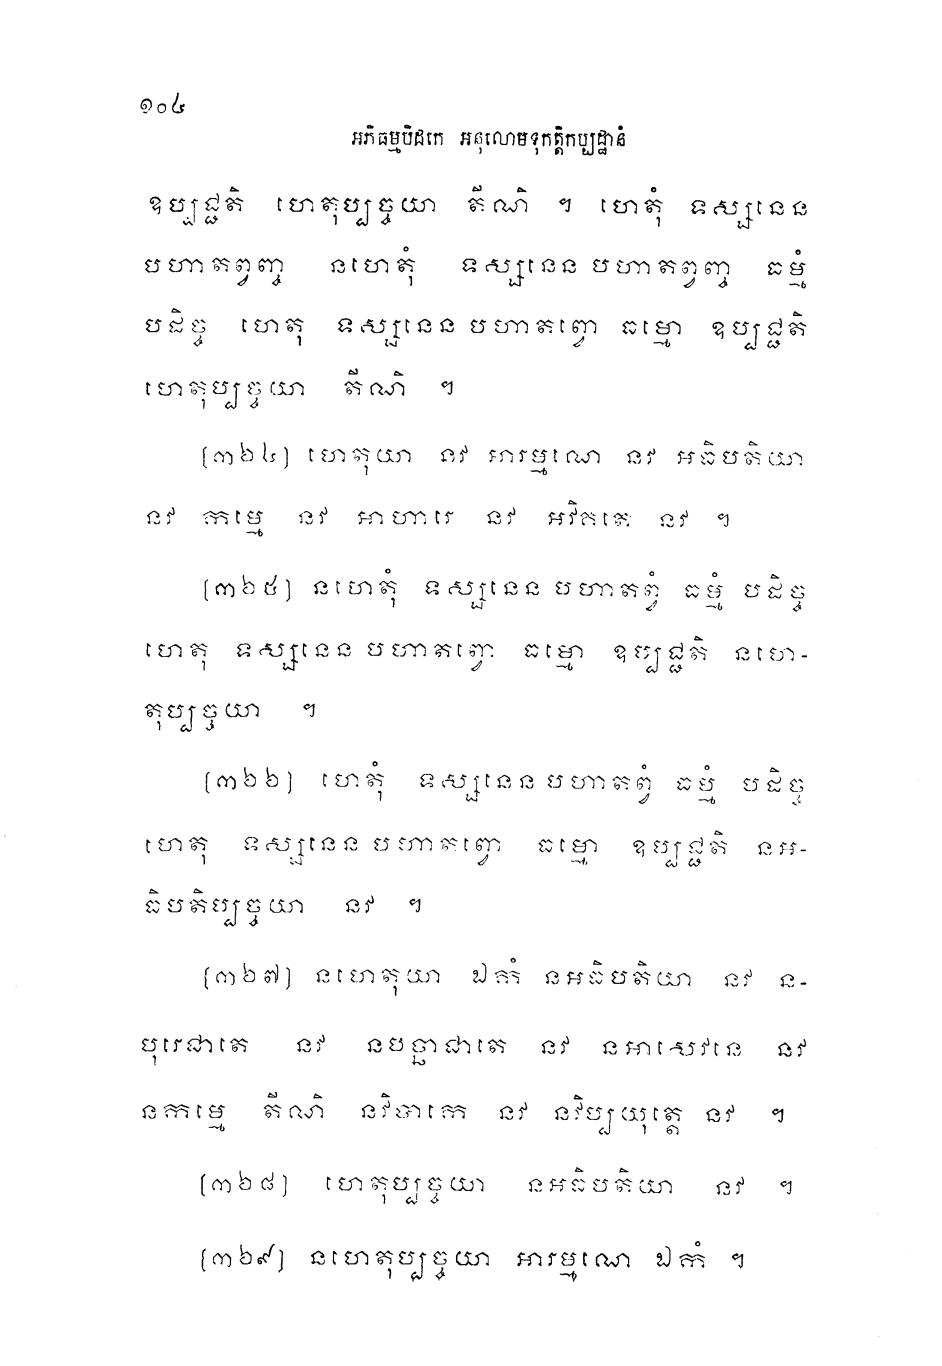 ១០៤
អភិធម្មបិដកេ អនុលោមទុកត្តិកប្បដ្ឋានំ
ឧប្បជ្ជតិ ហេតុប្បច្ចយា តីណិ ។ ហេតុំ ទស្សនេន
បហាតព្វញ្ច នហេតុំ ទស្សនេន បហាតព្វញ្ច ធម្មំ
បដិច្ច ហេតុ ទស្សនេន បហាតព្វោ ធម្មោ ឧប្បជ្ជតិ
ហេតុប្បច្ចយា តីណិ ។
[៣២៤] ហេតុយា នវ អារម្មណេ នវ អធិបតិយា
នវ កម្មេ នវ អាហារេ នវ អវិគតេ នវ ។
[៣២៥] នហេតុំ ទស្សនេន បហាតព្វំ ធម្មំ បដិច្ច
ហេតុ ទស្សនេន បហាតព្វោ ធម្មោ ឧប្បជ្ជតិ នហេ-
តុប្បច្ចយា ។
[៣២៦] ហេតុំ ទស្សនេន បហាតព្វំ ធម្មំ បដិច្ច
ហេតុ ទស្សនេន បហាតព្វោ ធម្មោ ឧប្បជ្ជតិ នអ-
ធិបតិប្បច្ចយា នវ ។
[៣២៧] នហេតុយា ឯកំ នអធិបតិយា នវ ន-
បុរេជាតេ នវ នបច្ឆាជាតេ នវ នអាសេវនេ នវ
នកម្មេ តីណិ នវិបាកេ នវ នវិប្បយុត្តេ នវ ។
[៣២៨] ហេតុប្បច្ចយា នអធិបតិយា នវ ។
[៣២៩] នហេតុប្បច្ចយា អារម្មណេ ឯកំ ។